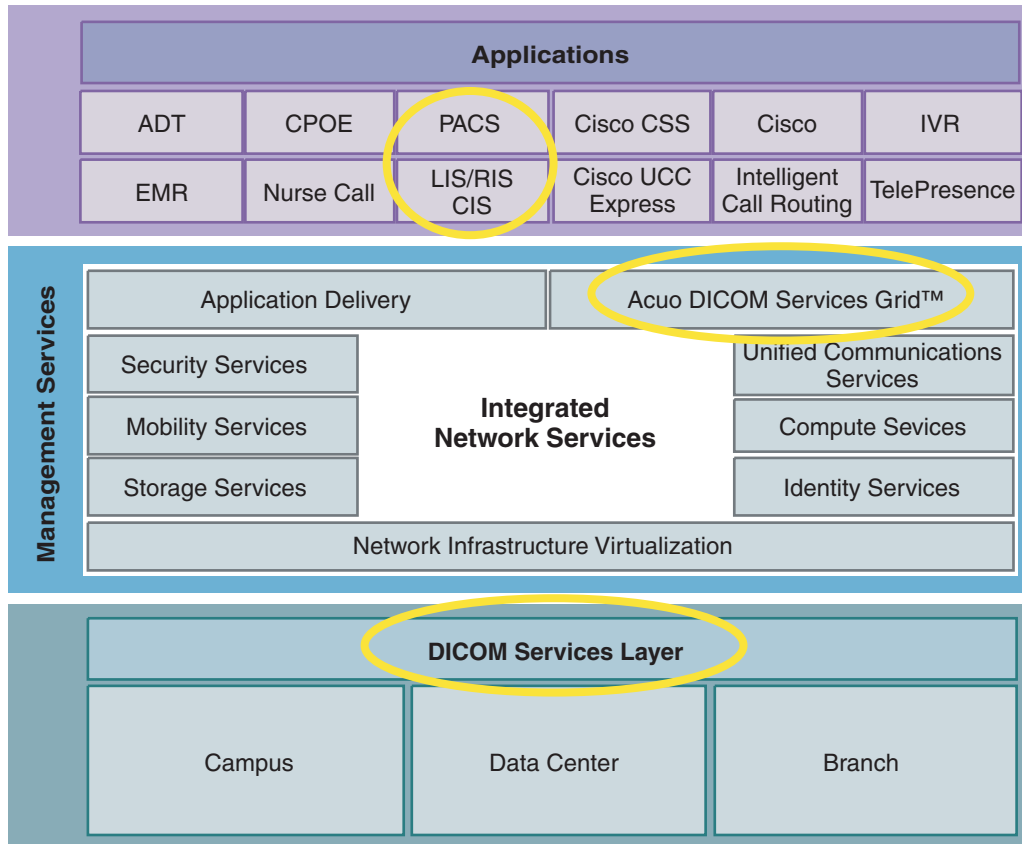 Applications
ADT
CPOE
PACS
Cisco CSS
Cisco
IVR
EMR
Nurse Call
LIS/RIS
CIS
Cisco UCC
Express
Intelligent
Call Routing
TelePresence
Management Services
Application Delivery
Acuo DICOM Services Grid™
Security Services
Unified Communications
Services
Integrated
Network Services
Mobility Services
Compute Sevices
Storage Services
Identity Services
Network Infrastructure Virtualization
DICOM Services Layer
Campus
Data Center
Branch